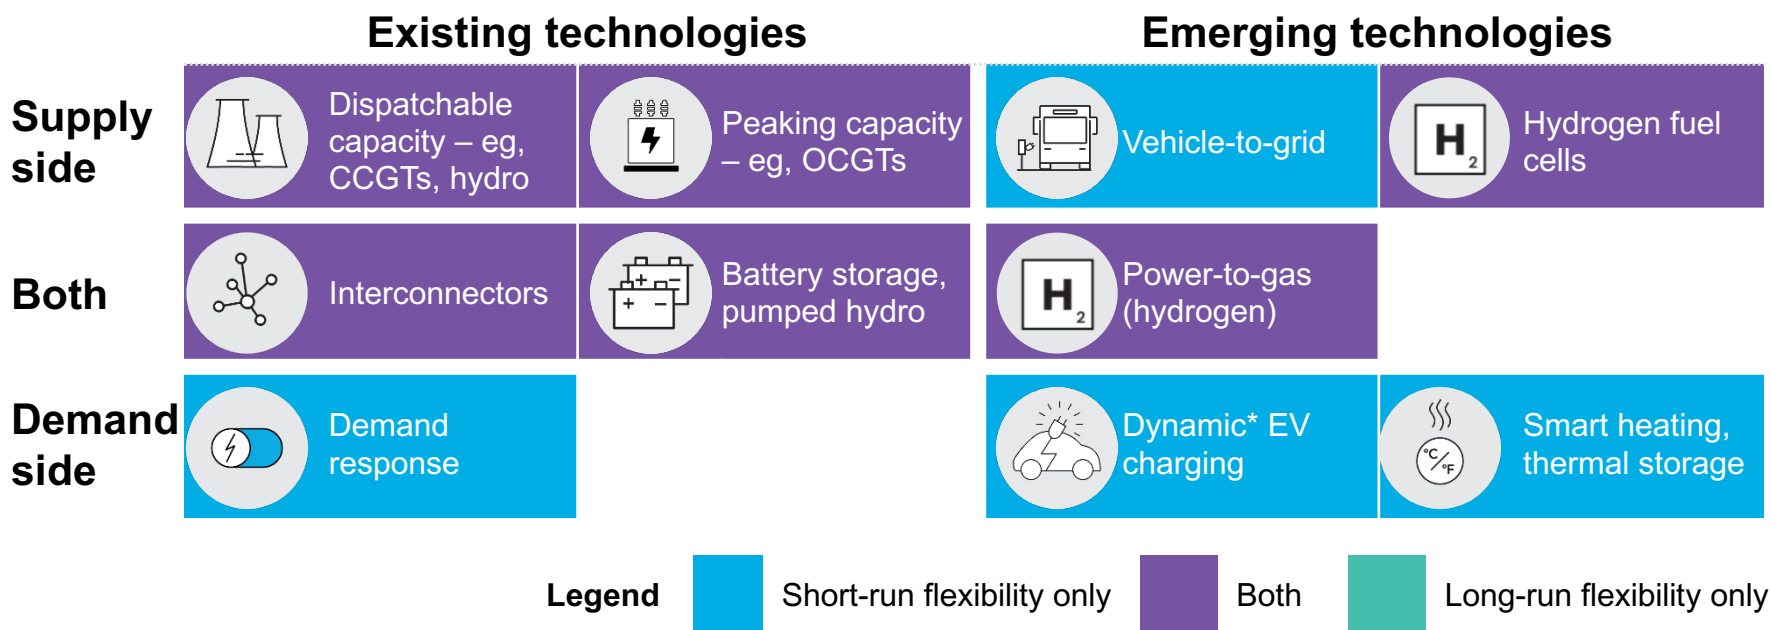 Existing technologies
Emerging technologies
Supply
side
Dispatchable
capacity – eg,
CCGTs, hydro
Peaking capacity
– eg, OCGTs
Vehicle-to-grid
H
2
Hydrogen fuel
cells
Both
Interconnectors
+ −
+ −
Battery storage,
pumped hydro
H
2
Power-to-gas
(hydrogen)
Demand
side
Demand
response
Dynamic* EV
charging
°C/°F
Smart heating,
thermal storage
Legend
Short-run flexibility only
Both
Long-run flexibility only